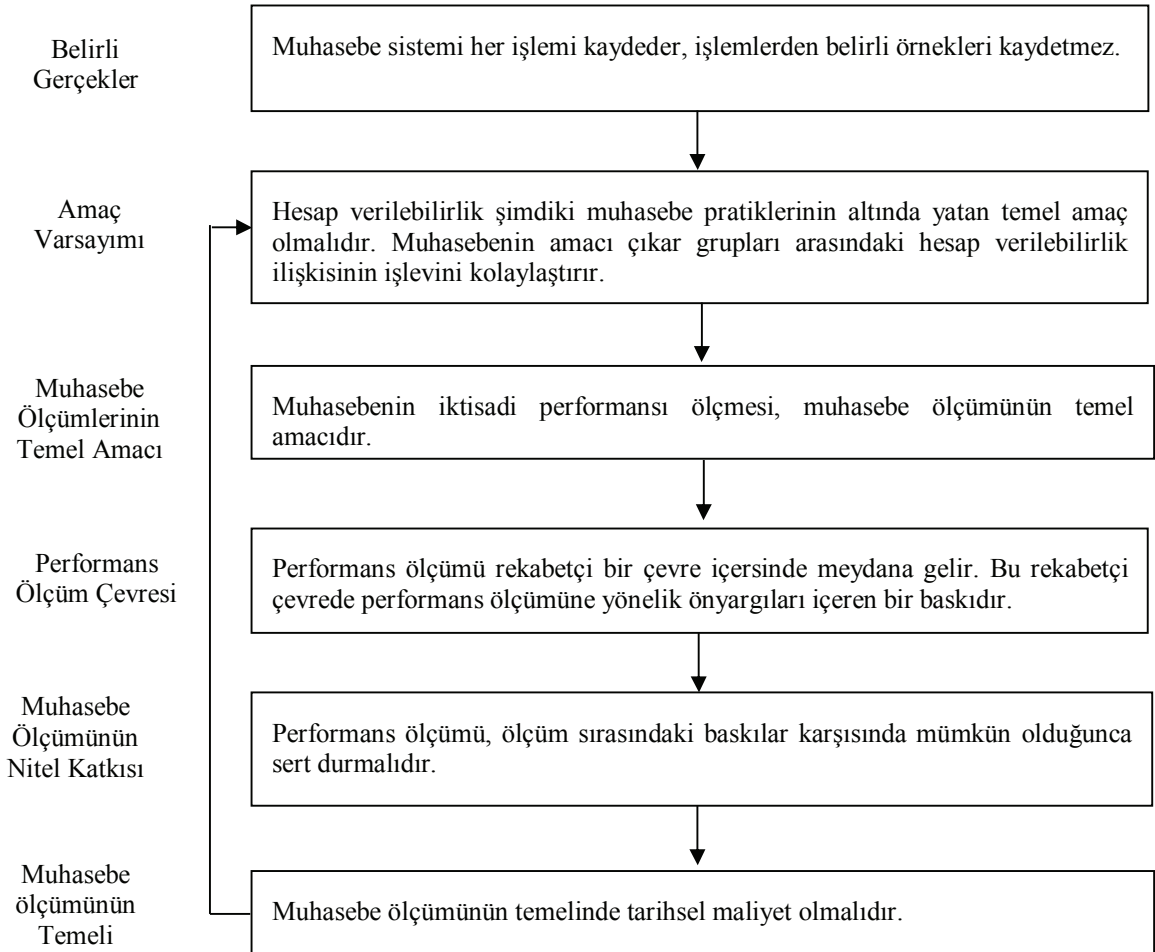 Belirli
Gerçekler
Muhasebe sistemi her işlemi kaydeder, işlemlerden belirli örnekleri kaydetmez.
Amaç
Varsayımı
Hesap verilebilirlik şimdiki muhasebe pratiklerinin altında yatan temel amaç
olmalıdır. Muhasebenin amacı çıkar grupları arasındaki hesap verilebilirlik
ilişkisinin işlevini kolaylaştırır.
Muhasebe
Ölçümlerinin
Temel Amacı
Muhasebenin iktisadi performansı ölçmesi, muhasebe ölçümünün temel
amacıdır.
Performans
Ölçüm Çevresi
Performans ölçümü rekabetçi bir çevre içersinde meydana gelir. Bu rekabetçi
çevrede performans ölçümüne yönelik önyargıları içeren bir baskıdır.
Muhasebe
Ölçümünün
Nitel Katkısı
Performans ölçümü, ölçüm sırasındaki baskılar karşısında mümkün olduğunca
sert durmalıdır.
Muhasebe
ölçümünün
Temeli
Muhasebe ölçümünün temelinde tarihsel maliyet olmalıdır.